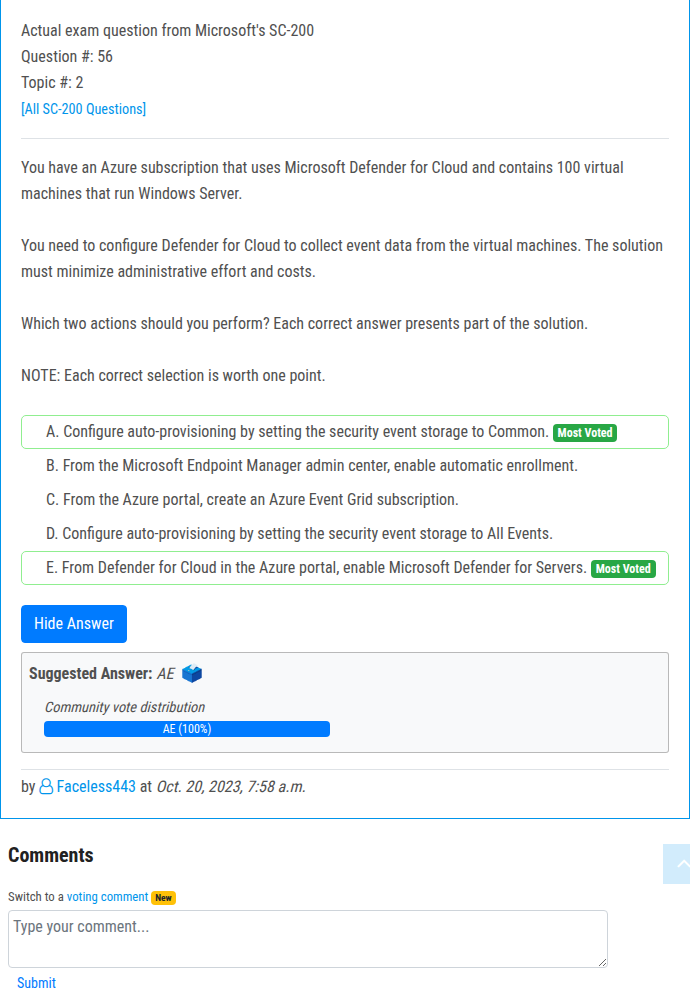 Actual exam question from Microsoft's SC-200
Question #: 56
Topic #: 2
[All SC-200 Questions]
You have an Azure subscription that uses Microsoft Defender for Cloud and contains 100 virtual
machines that run Windows Server.
You need to configure Defender for Cloud to collect event data from the virtual machines. The solution
must minimize administrative effort and costs.
Which two actions should you perform? Each correct answer presents part of the solution.
NOTE: Each correct selection is worth one point.
A. Configure auto-provisioning by setting the security event storage to Common. Most Voted
B. From the Microsoft Endpoint Manager admin center, enable automatic enrollment.
C. From the Azure portal, create an Azure Event Grid subscription.
D. Configure auto-provisioning by setting the security event storage to All Events.
E. From Defender for Cloud in the Azure portal, enable Microsoft Defender for Servers. Most Voted
Hide Answer
Suggested Answer: AE
Community vote distribution
AE (100%)
by Faceless443 at Oct. 20, 2023, 7:58 a.m.
Comments
Switch to a voting comment New
Type your comment...
Submit